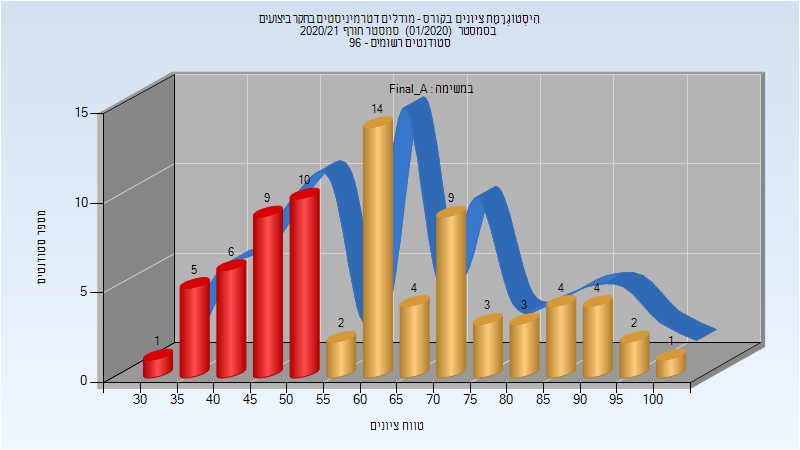 היסטוגרמת ציונים בקורס - מודלים דטרמיניסטים בחקר ביצועים
בסמסטר (01/2020) סמסטר חורף 2020/21
סטודנטים רשומים - 96
במשימה : Final_A
מספר סטודנטים
15
10
5
0
1
5
6
9
10
2
14
4
9
3
3
4
4
2
1
30 35 40 45 50 55 60 65 70 75 80 85 90 95 100
טווח ציונים